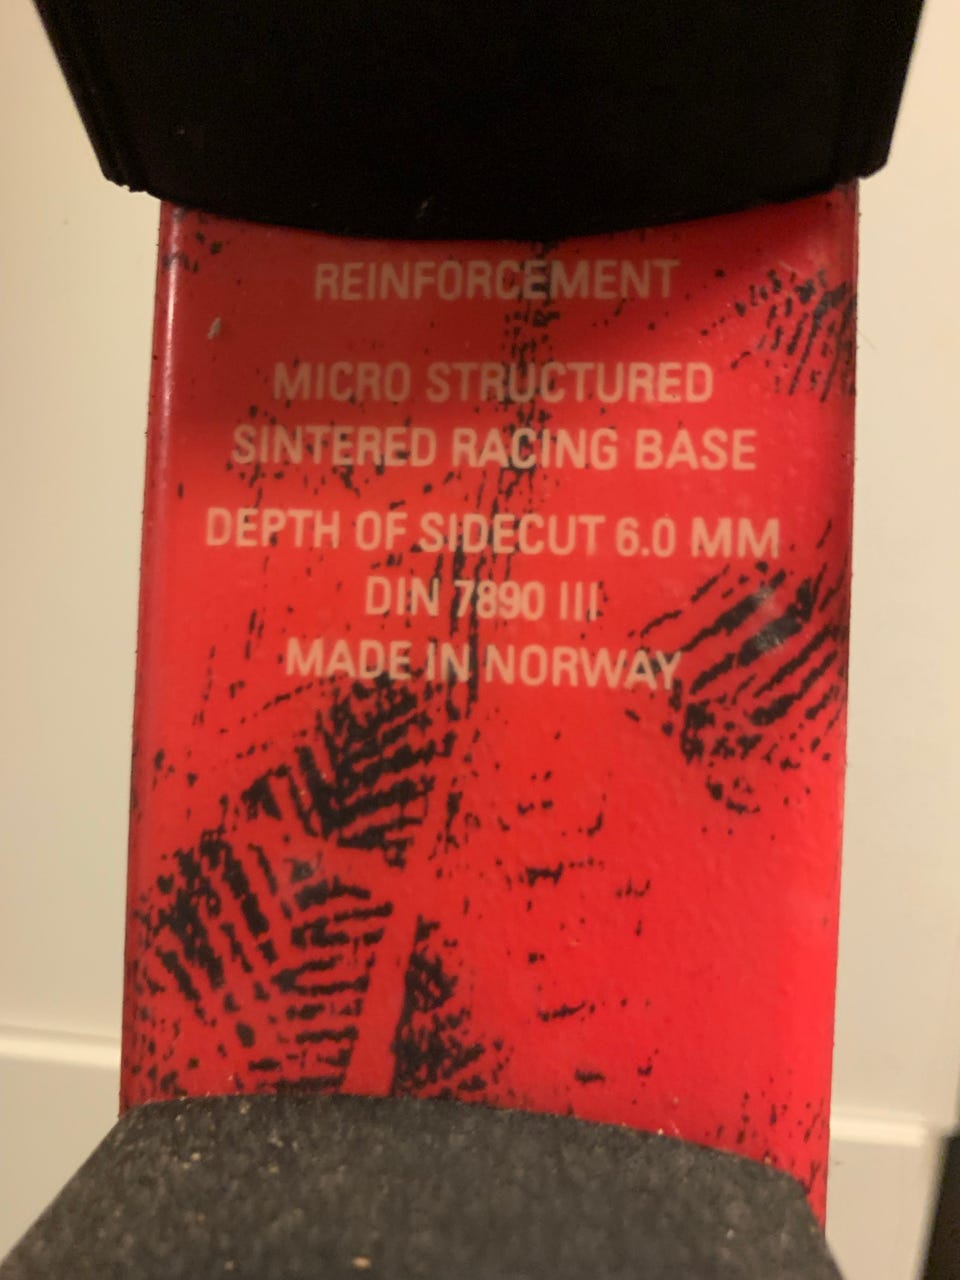 REINFORCEMENT
MICRO STRUCTURED
SINTERED RACING BASE
DEPTH OF SIDECUT 6.0 MM
DIN 7890 III
MADE IN NORWAY